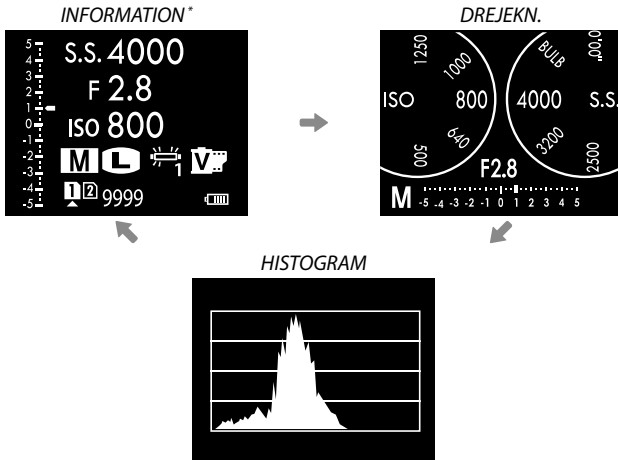 INFORMATION*
5
4
3
2
1
0
-1
-2
-3
-4
-5
S.S. 4000
F 2.8
ISO 800
M L 1 V
1 2 9999
DREJEKN.
1250
1000
ISO 800
640
500
BULB
4000 S.S.
3200
2500
F2.8
M -5 -4 -3 -2 -1 0 1 2 3 4 5
HISTOGRAM